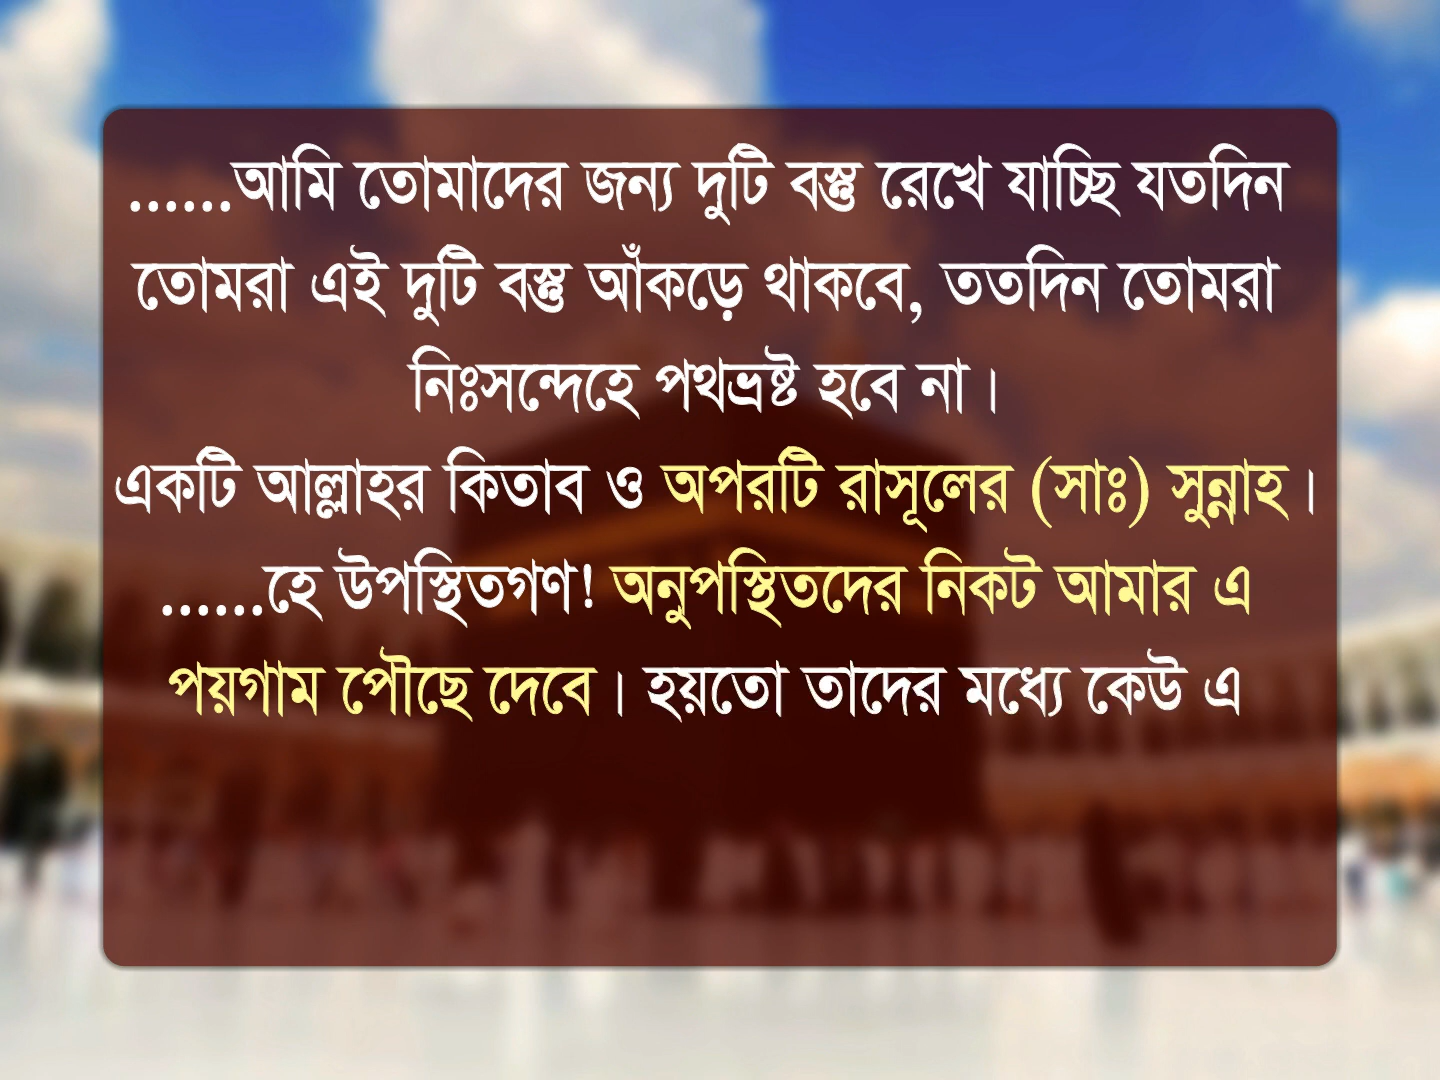 ......আমি তোমাদের জন্য দুটি বস্তু রেখে যাচ্ছি যতদিন
তোমরা এই দুটি বস্তু আঁকড়ে থাকবে, ততদিন তোমরা
নিঃসন্দেহে পথভ্রষ্ট হবে না।
একটি আল্লাহর কিতাব ও অপরটি রাসূলের (সাঃ) সুন্নাহ।
......হে উপস্থিতগণ! অনুপস্থিতদের নিকট আমার এ
পয়গাম পৌছে দেবে। হয়তো তাদের মধ্যে কেউ এ